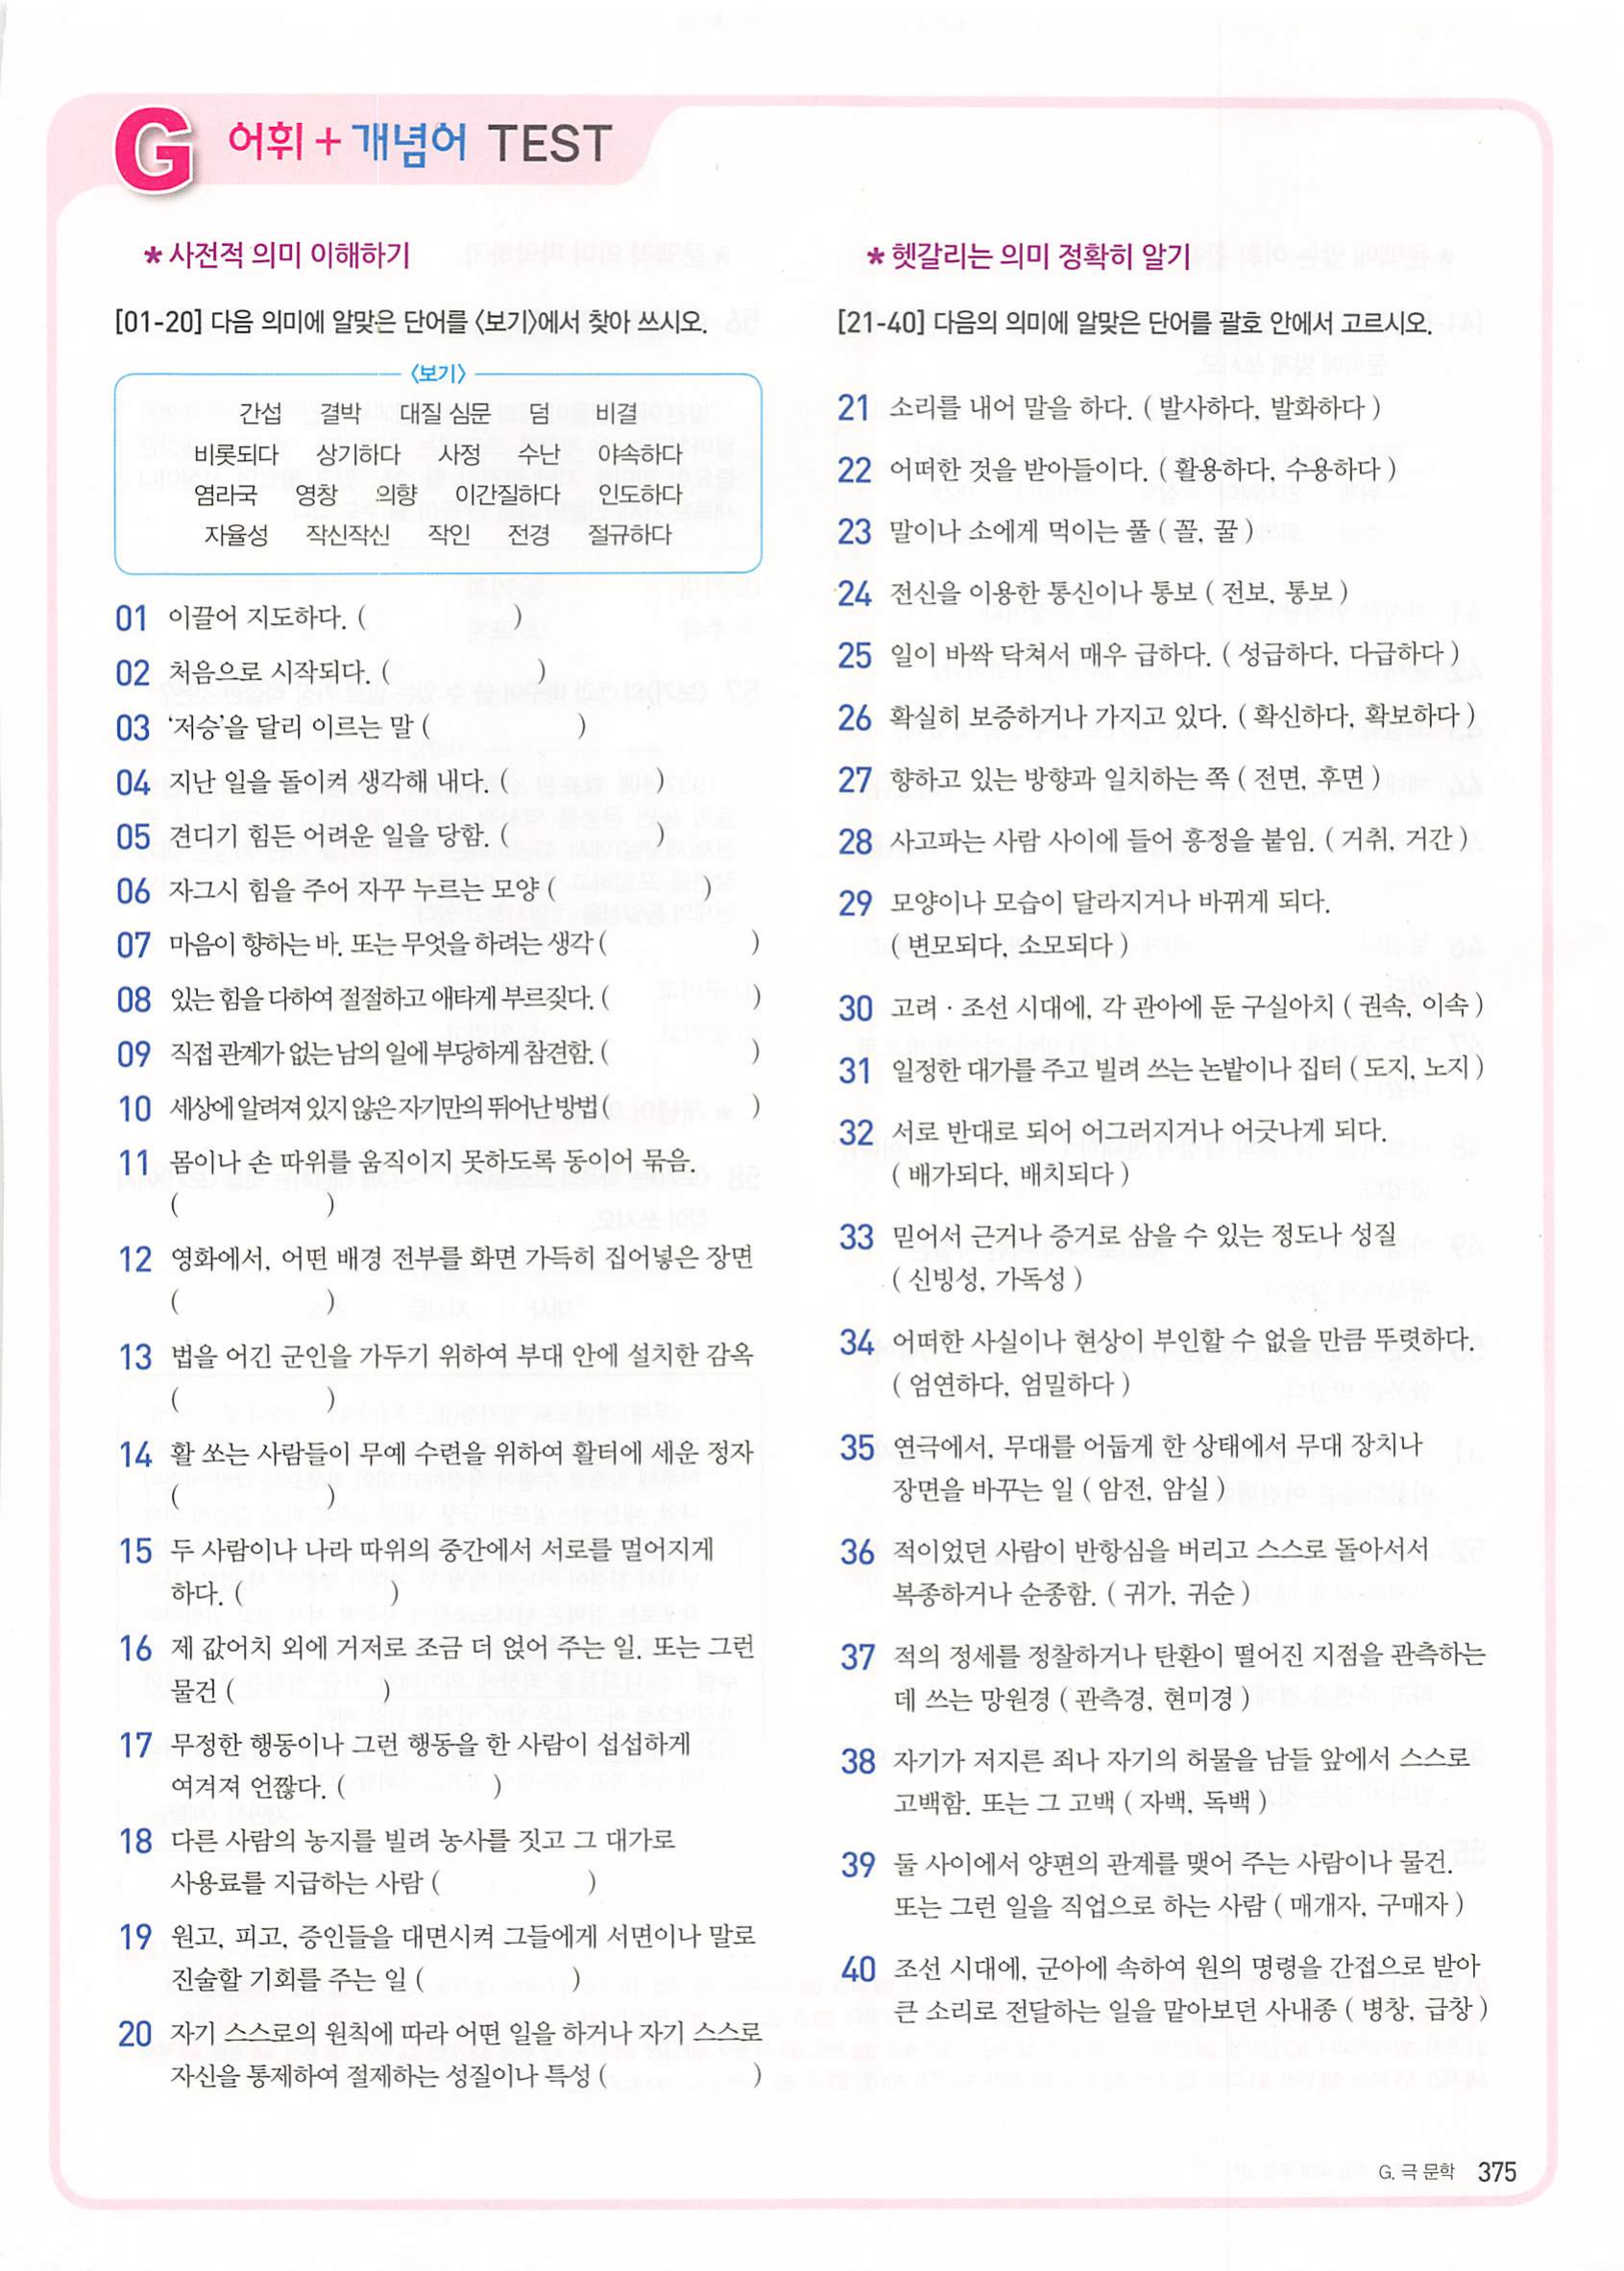 G 어휘 + 개념어 TEST
* 사전적 의미 이해하기
[01-20] 다음 의미에 알맞은 단어를 〈보기〉에서 찾아 쓰시오.
〈보기〉
간섭 결박 대질 심문 덤 비결
비롯되다 상기하다 사정 수난 야속하다
염라국 영창 의향 이간질하다 인도하다
자율성 작신작신 작인 전경 절규하다
01 이끌어 지도하다. ( )
02 처음으로 시작되다. ( )
03 ‘저승’을 달리 이르는 말 ( )
04 지난 일을 돌이켜 생각해 내다. ( )
05 견디기 힘든 어려운 일을 당함. ( )
06 자그시 힘을 주어 자꾸 누르는 모양 ( )
07 마음이 향하는 바. 또는 무엇을 하려는 생각 ( )
08 있는 힘을 다하여 절절하고 애타게 부르짖다. ( )
09 직접 관계가 없는 남의 일에 부당하게 참견함. ( )
10 세상에 알려져 있지 않은 자기만의 뛰어난 방법 ( )
11 몸이나 손 따위를 움직이지 못하도록 동이어 묶음.
( )
12 영화에서, 어떤 배경 전부를 화면 가득히 집어넣은 장면
( )
13 법을 어긴 군인을 가두기 위하여 부대 안에 설치한 감옥
( )
14 활 쏘는 사람들이 무예 수련을 위하여 활터에 세운 정자
( )
15 두 사람이나 나라 따위의 중간에서 서로를 멀어지게
하다. ( )
16 제 값어치 외에 거저로 조금 더 얹어 주는 일. 또는 그런
물건 ( )
17 무정한 행동이나 그런 행동을 한 사람이 섭섭하게
여겨져 언짢다. ( )
18 다른 사람의 농지를 빌려 농사를 짓고 그 대가로
사용료를 지급하는 사람 ( )
19 원고, 피고, 증인들을 대면시켜 그들에게 서면이나 말로
진술할 기회를 주는 일 ( )
20 자기 스스로의 원칙에 따라 어떤 일을 하거나 자기 스스로
자신을 통제하여 절제하는 성질이나 특성 ( )
* 헷갈리는 의미 정확히 알기
[21-40] 다음의 의미에 알맞은 단어를 괄호 안에서 고르시오.
21 소리를 내어 말을 하다. ( 발사하다, 발화하다 )
22 어떠한 것을 받아들이다. ( 활용하다, 수용하다 )
23 말이나 소에게 먹이는 풀 ( 꼴, 꿀 )
24 전신을 이용한 통신이나 통보 ( 전보, 통보 )
25 일이 바싹 닥쳐서 매우 급하다. ( 성급하다, 다급하다 )
26 확실히 보증하거나 가지고 있다. ( 확신하다, 확보하다 )
27 향하고 있는 방향과 일치하는 쪽 ( 전면, 후면 )
28 사고파는 사람 사이에 들어 흥정을 붙임. ( 거취, 거간 )
29 모양이나 모습이 달라지거나 바뀌게 되다.
( 변모되다, 소모되다 )
30 고려 · 조선 시대에, 각 관아에 둔 구실아치 ( 권속, 이속 )
31 일정한 대가를 주고 빌려 쓰는 논밭이나 집터 ( 도지, 노지 )
32 서로 반대로 되어 어그러지거나 어긋나게 되다.
( 배가되다, 배치되다 )
33 믿어서 근거나 증거로 삼을 수 있는 정도나 성질
( 신빙성, 가독성 )
34 어떠한 사실이나 현상이 부인할 수 없을 만큼 뚜렷하다.
( 엄연하다, 엄밀하다 )
35 연극에서, 무대를 어둡게 한 상태에서 무대 장치나
장면을 바꾸는 일 ( 암전, 암실 )
36 적이었던 사람이 반항심을 버리고 스스로 돌아서서
복종하거나 순종함. ( 귀가, 귀순 )
37 적의 정세를 정찰하거나 탄환이 떨어진 지점을 관측하는
데 쓰는 망원경 ( 관측경, 현미경 )
38 자기가 저지른 죄나 자기의 허물을 남들 앞에서 스스로
고백함. 또는 그 고백 ( 자백, 독백 )
39 둘 사이에서 양편의 관계를 맺어 주는 사람이나 물건.
또는 그런 일을 직업으로 하는 사람 ( 매개자, 구매자 )
40 조선 시대에, 군아에 속하여 원의 명령을 간접으로 받아
큰 소리로 전달하는 일을 맡아보던 사내종 ( 병창, 급창 )
G. 극 문학 375